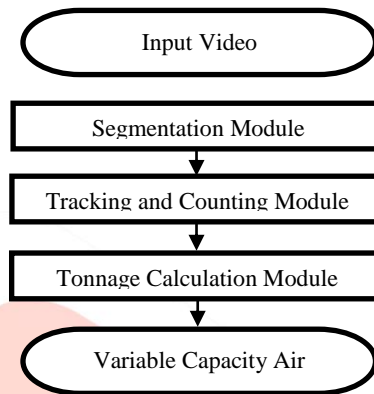 Input Video
Segmentation Module
Tracking and Counting Module
Tonnage Calculation Module
Variable Capacity Air